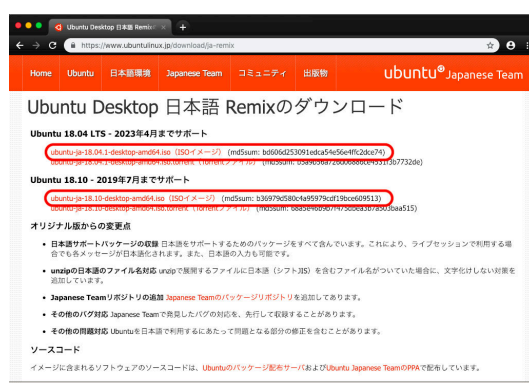 Ubuntu Desktop 日本語 Remix
https://www.ubuntulinux.jp/download/ja-remix
Home Ubuntu 日本語環境 Japanese Team コミュニティ 出版物
ubuntu Japanese Team
Ubuntu Desktop 日本語 Remixのダウンロード
Ubuntu 18.04 LTS - 2023年4月までサポート
ubuntu-ja-18.04.1-desktop-amd64.iso（ISOイメージ） (md5sum: bd606d253091edca54e56e4ffc2dce74)
Ubuntu 18.10 - 2019年7月までサポート
ubuntu-ja-18.10-desktop-amd64.iso（ISOイメージ） (md5sum: b36979d580c4a95979cdf19bce609513)
オリジナル版からの変更点
日本語サポートパッケージの収録 日本語をサポートするためのパッケージをすべて含んでいます。これにより、ライブセッションで利用する場
合でも各メッセージが日本語化されます。また、日本語の入力も可能です。
unzipの日本語のファイル名対応 unzipで展開するファイルに日本語（シフトJIS）を含むファイル名がついていた場合に、文字化けしない対策を
追加しています。
Japanese Teamリポジトリの追加 Japanese Teamのパッケージリポジトリを追加してあります。
その他のバグ対応 Japanese Teamで発見したバグの対応を、先行して収録することがあります。
その他の問題対応 Ubuntuを日本語で利用するにあたって問題となる部分の修正を含むことがあります。
ソースコード
イメージに含まれるソフトウェアのソースコードは、Ubuntuのパッケージ配布サーバおよびUbuntu Japanese TeamのPPAで配布しています。